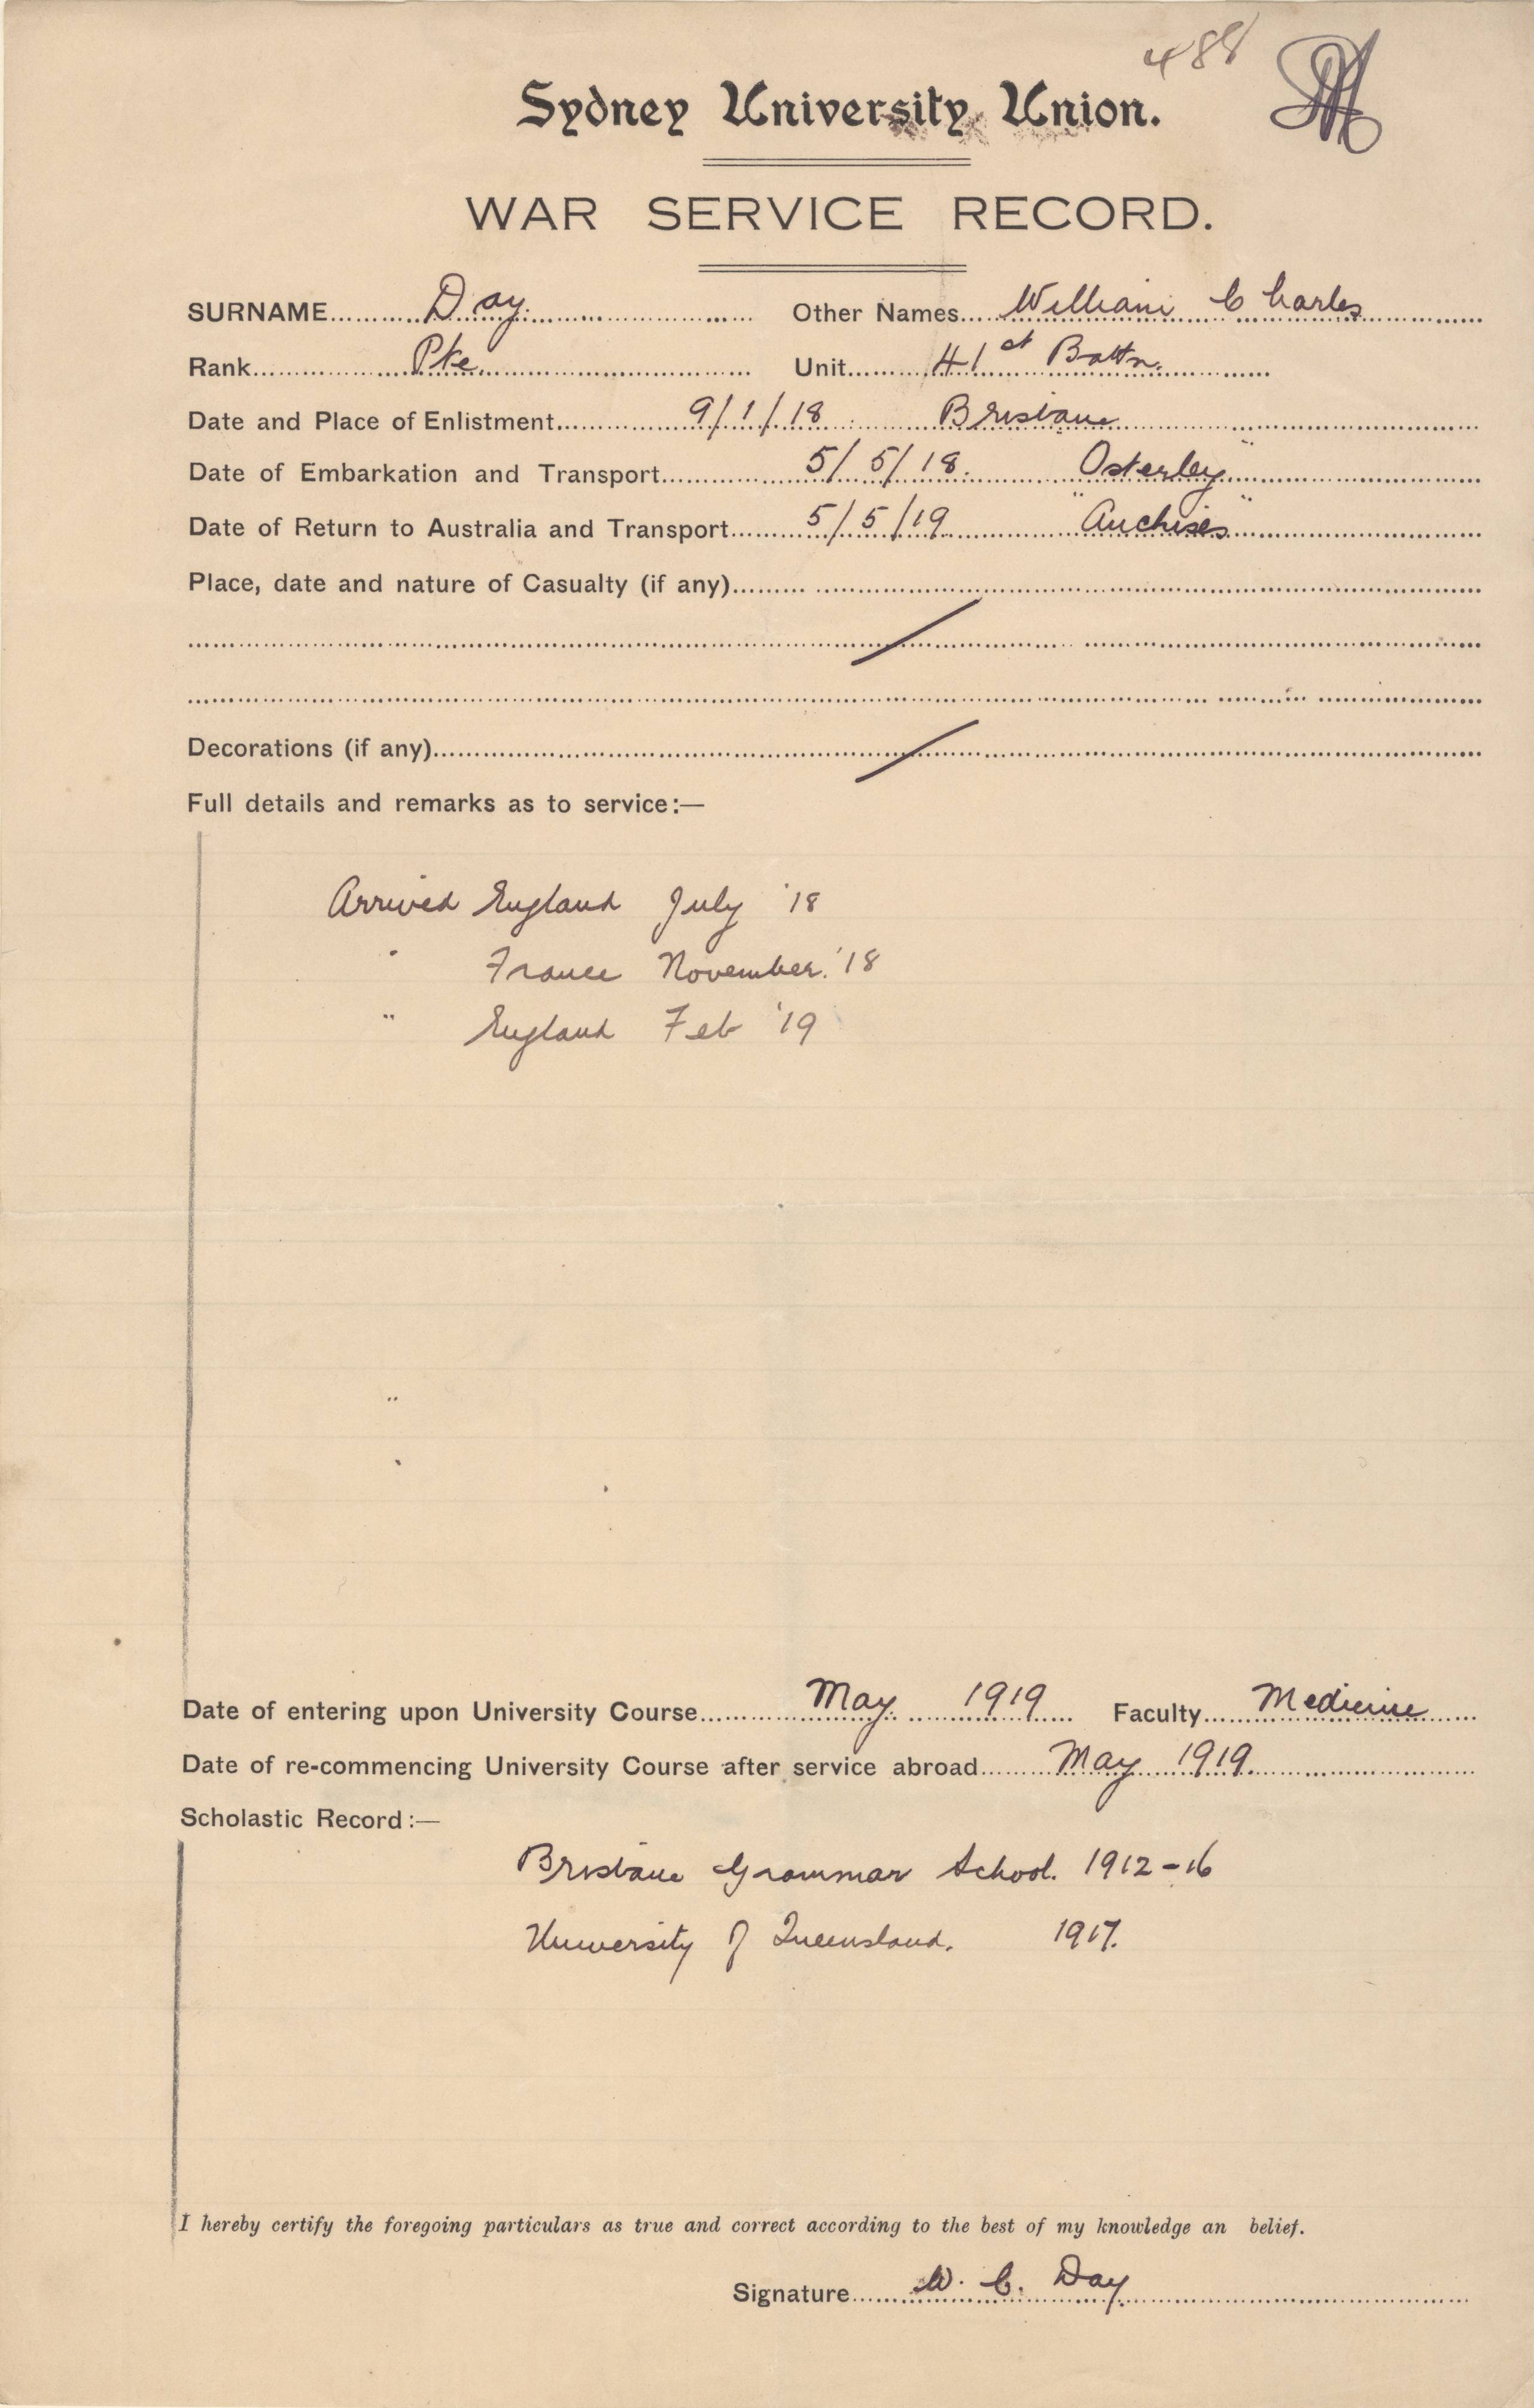 488
Sydney University Union.
WAR SERVICE RECORD.
SURNAME Day. Other Names William Charles
Rank Pte Unit 41st Battn.
Date and Place of Enlistment 9/1/18 Brisbane
Date of Embarkation and Transport 5/5/18. "Osterley"
Date of Return to Australia and Transport 5/5/19 "Anchises"
Place, date and nature of Casualty (if any) /
Decorations (if any) /
Full details and remarks as to service:—
Arrived England July '18
" France November. '18
" England Feb '19
Date of entering upon University Course May. 1919 Faculty Medicine
Date of re-commencing University Course after service abroad May 1919.
Scholastic Record:—
Brisbane Grammar School. 1912-16
University of Queensland. 1917.
I hereby certify the foregoing particulars as true and correct according to the best of my knowledge an belief.
Signature W. C. Day